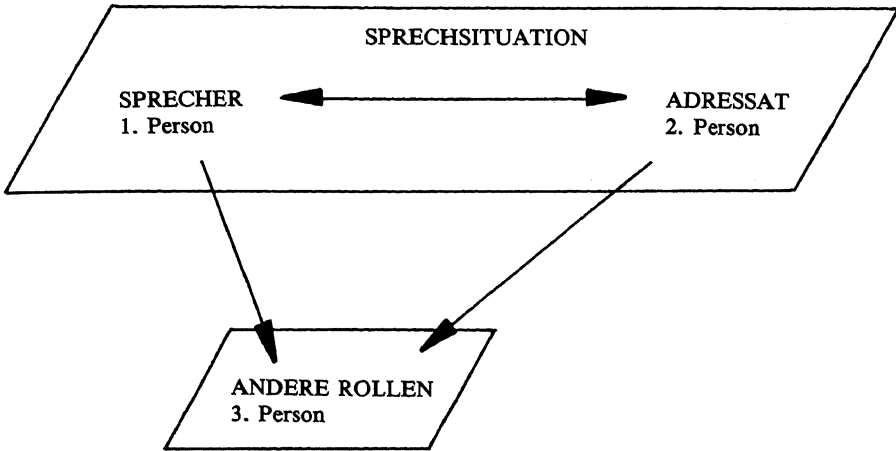 SPRECHSITUATION
SPRECHER
1. Person
ADRESSAT
2. Person
ANDERE ROLLEN
3. Person